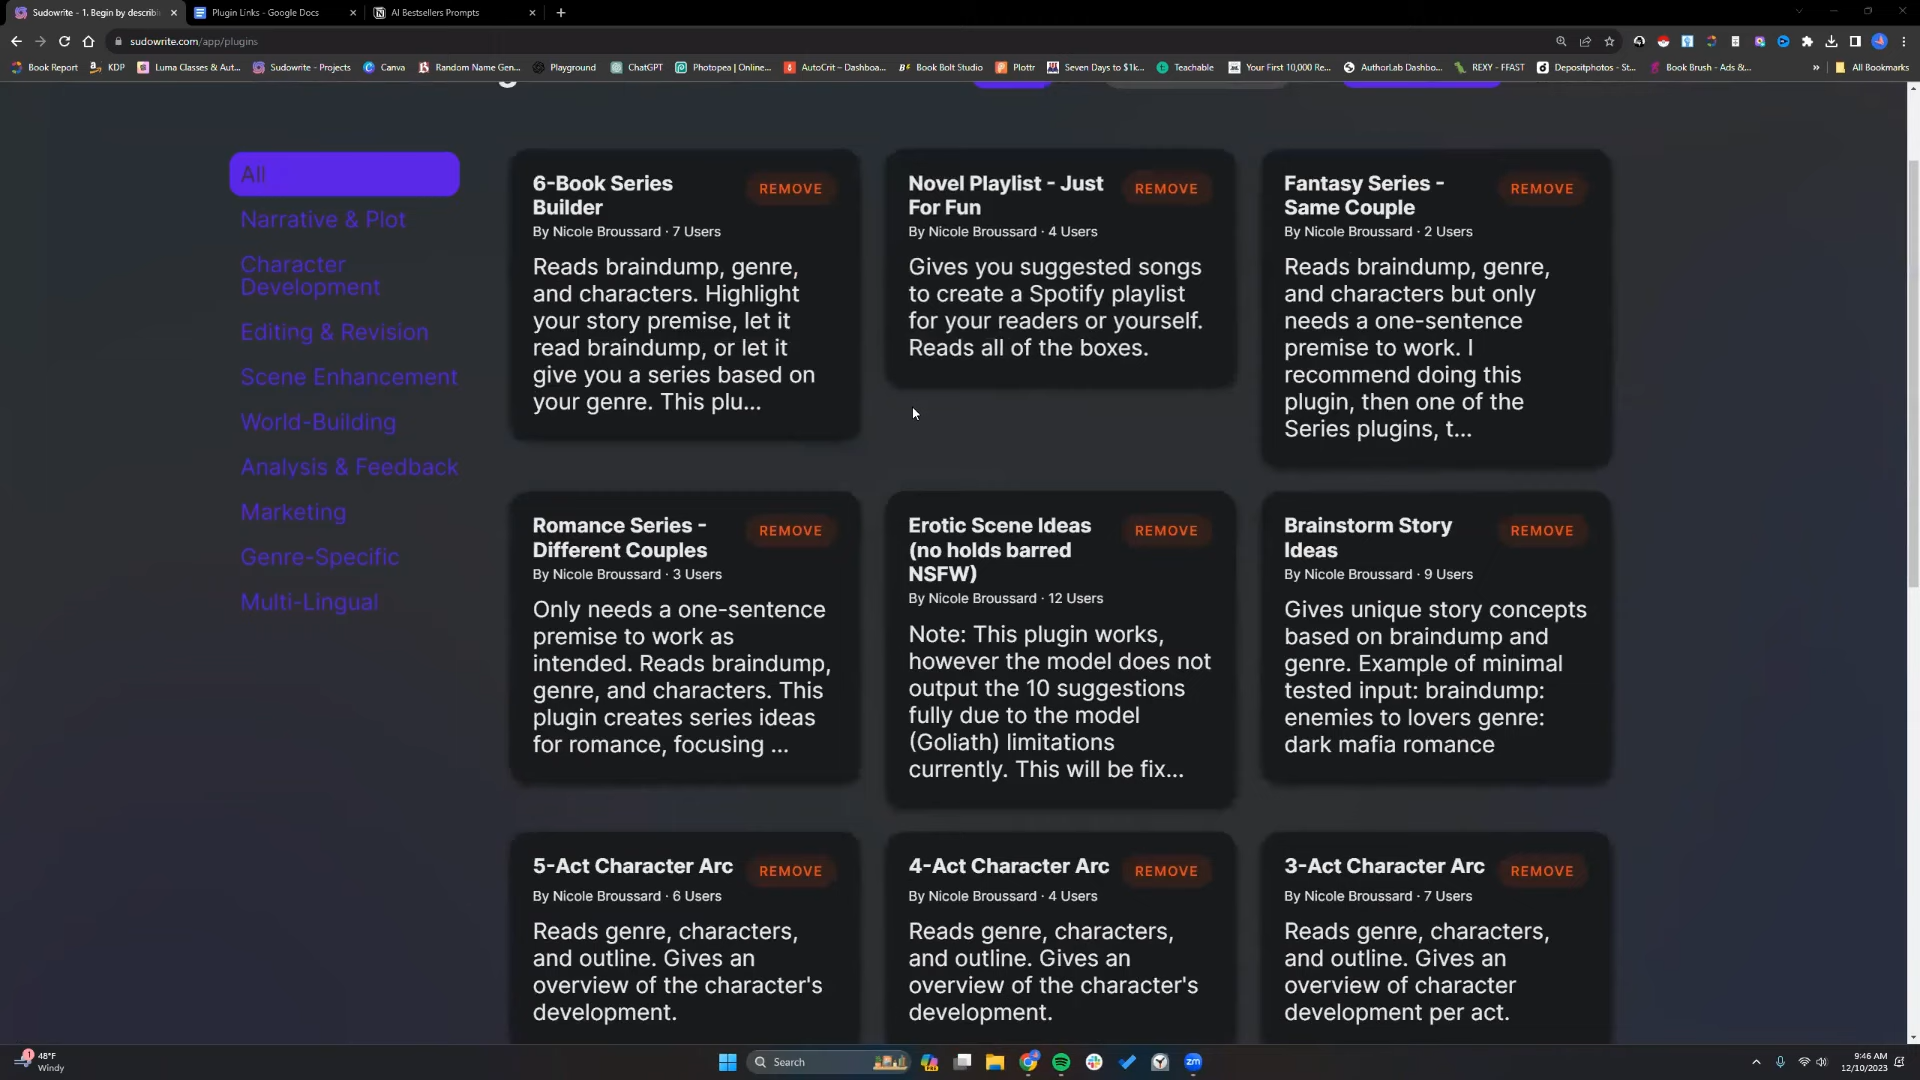 Sudowrite - 1. Begin by describi
Plugin Links - Google Docs
AI Bestsellers Prompts
sudowrite.com/app/plugins
Book Report
KDP
Luma Classes & Aut...
Sudowrite - Projects
Canva
Random Name Gen...
Playground
ChatGPT
Photopea | Online...
AutoCrit – Dashboa...
Book Bolt Studio
Plottr
Seven Days to $1k...
Teachable
Your First 10,000 Re...
AuthorLab Dashbo...
REXY - FFAST
Depositphotos - St...
Book Brush - Ads &...
»
All Bookmarks
All
Narrative & Plot
Character
Development
Editing & Revision
Scene Enhancement
World-Building
Analysis & Feedback
Marketing
Genre-Specific
Multi-Lingual
6-Book Series
Builder
REMOVE
By Nicole Broussard · 7 Users
Reads braindump, genre,
and characters. Highlight
your story premise, let it
read braindump, or let it
give you a series based on
your genre. This plu...
Novel Playlist - Just
For Fun
REMOVE
By Nicole Broussard · 4 Users
Gives you suggested songs
to create a Spotify playlist
for your readers or yourself.
Reads all of the boxes.
Fantasy Series -
Same Couple
REMOVE
By Nicole Broussard · 2 Users
Reads braindump, genre,
and characters but only
needs a one-sentence
premise to work. I
recommend doing this
plugin, then one of the
Series plugins, t...
Romance Series -
Different Couples
REMOVE
By Nicole Broussard · 3 Users
Only needs a one-sentence
premise to work as
intended. Reads braindump,
genre, and characters. This
plugin creates series ideas
for romance, focusing ...
Erotic Scene Ideas
(no holds barred
NSFW)
REMOVE
By Nicole Broussard · 12 Users
Note: This plugin works,
however the model does not
output the 10 suggestions
fully due to the model
(Goliath) limitations
currently. This will be fix...
Brainstorm Story
Ideas
REMOVE
By Nicole Broussard · 9 Users
Gives unique story concepts
based on braindump and
genre. Example of minimal
tested input: braindump:
enemies to lovers genre:
dark mafia romance
5-Act Character Arc
REMOVE
By Nicole Broussard · 6 Users
Reads genre, characters,
and outline. Gives an
overview of the character's
development.
4-Act Character Arc
REMOVE
By Nicole Broussard · 4 Users
Reads genre, characters,
and outline. Gives an
overview of the character's
development.
3-Act Character Arc
REMOVE
By Nicole Broussard · 7 Users
Reads genre, characters,
and outline. Gives an
overview of character
development per act.
1
48°F
Windy
Search
zm
9:46 AM
12/10/2023